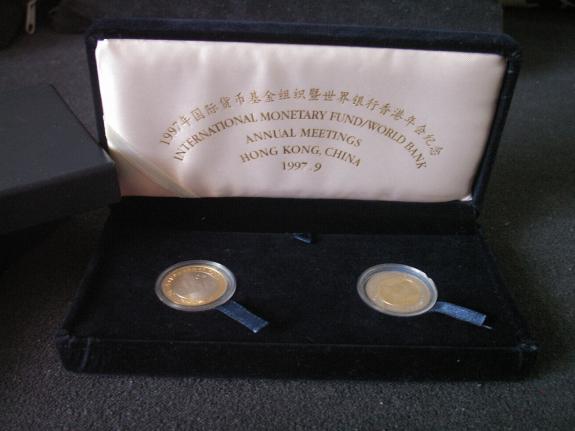 1997年国际货币基金组织暨世界银行香港年会纪念
INTERNATIONAL MONETARY FUND/WORLD BANK
ANNUAL MEETINGS
HONG KONG, CHINA
1997.9